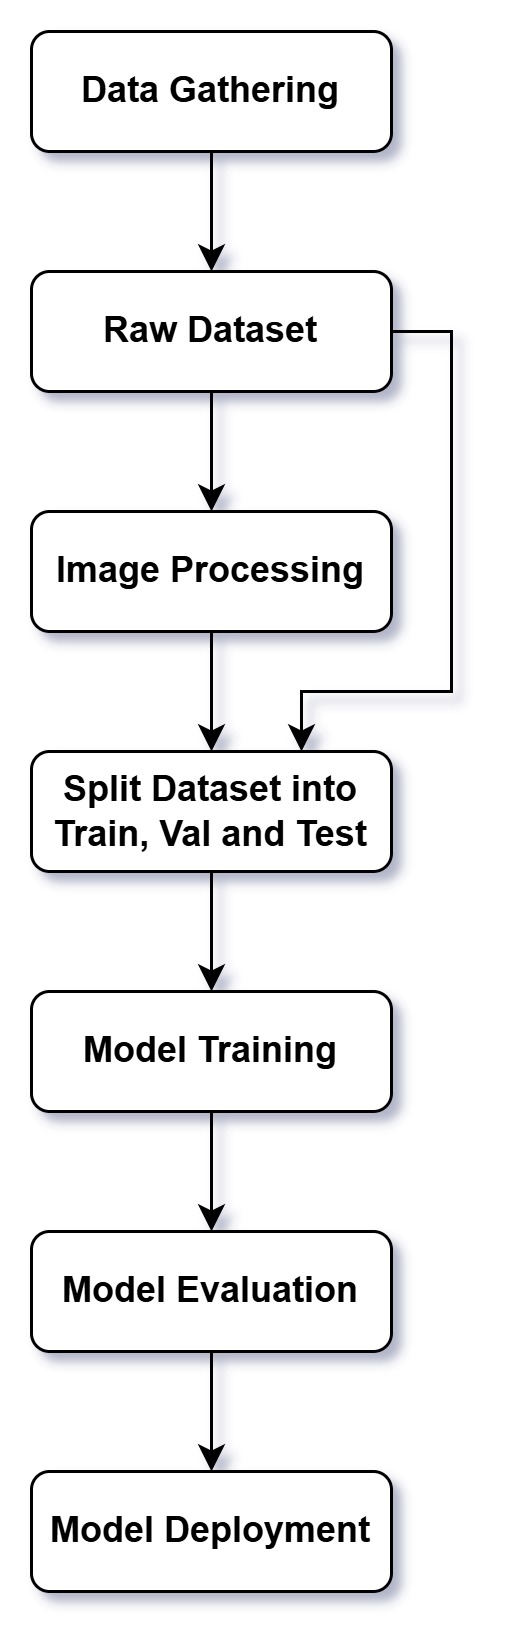 Data Gathering
Raw Dataset
Image Processing
Split Dataset into
Train, Val and Test
Model Training
Model Evaluation
Model Deployment